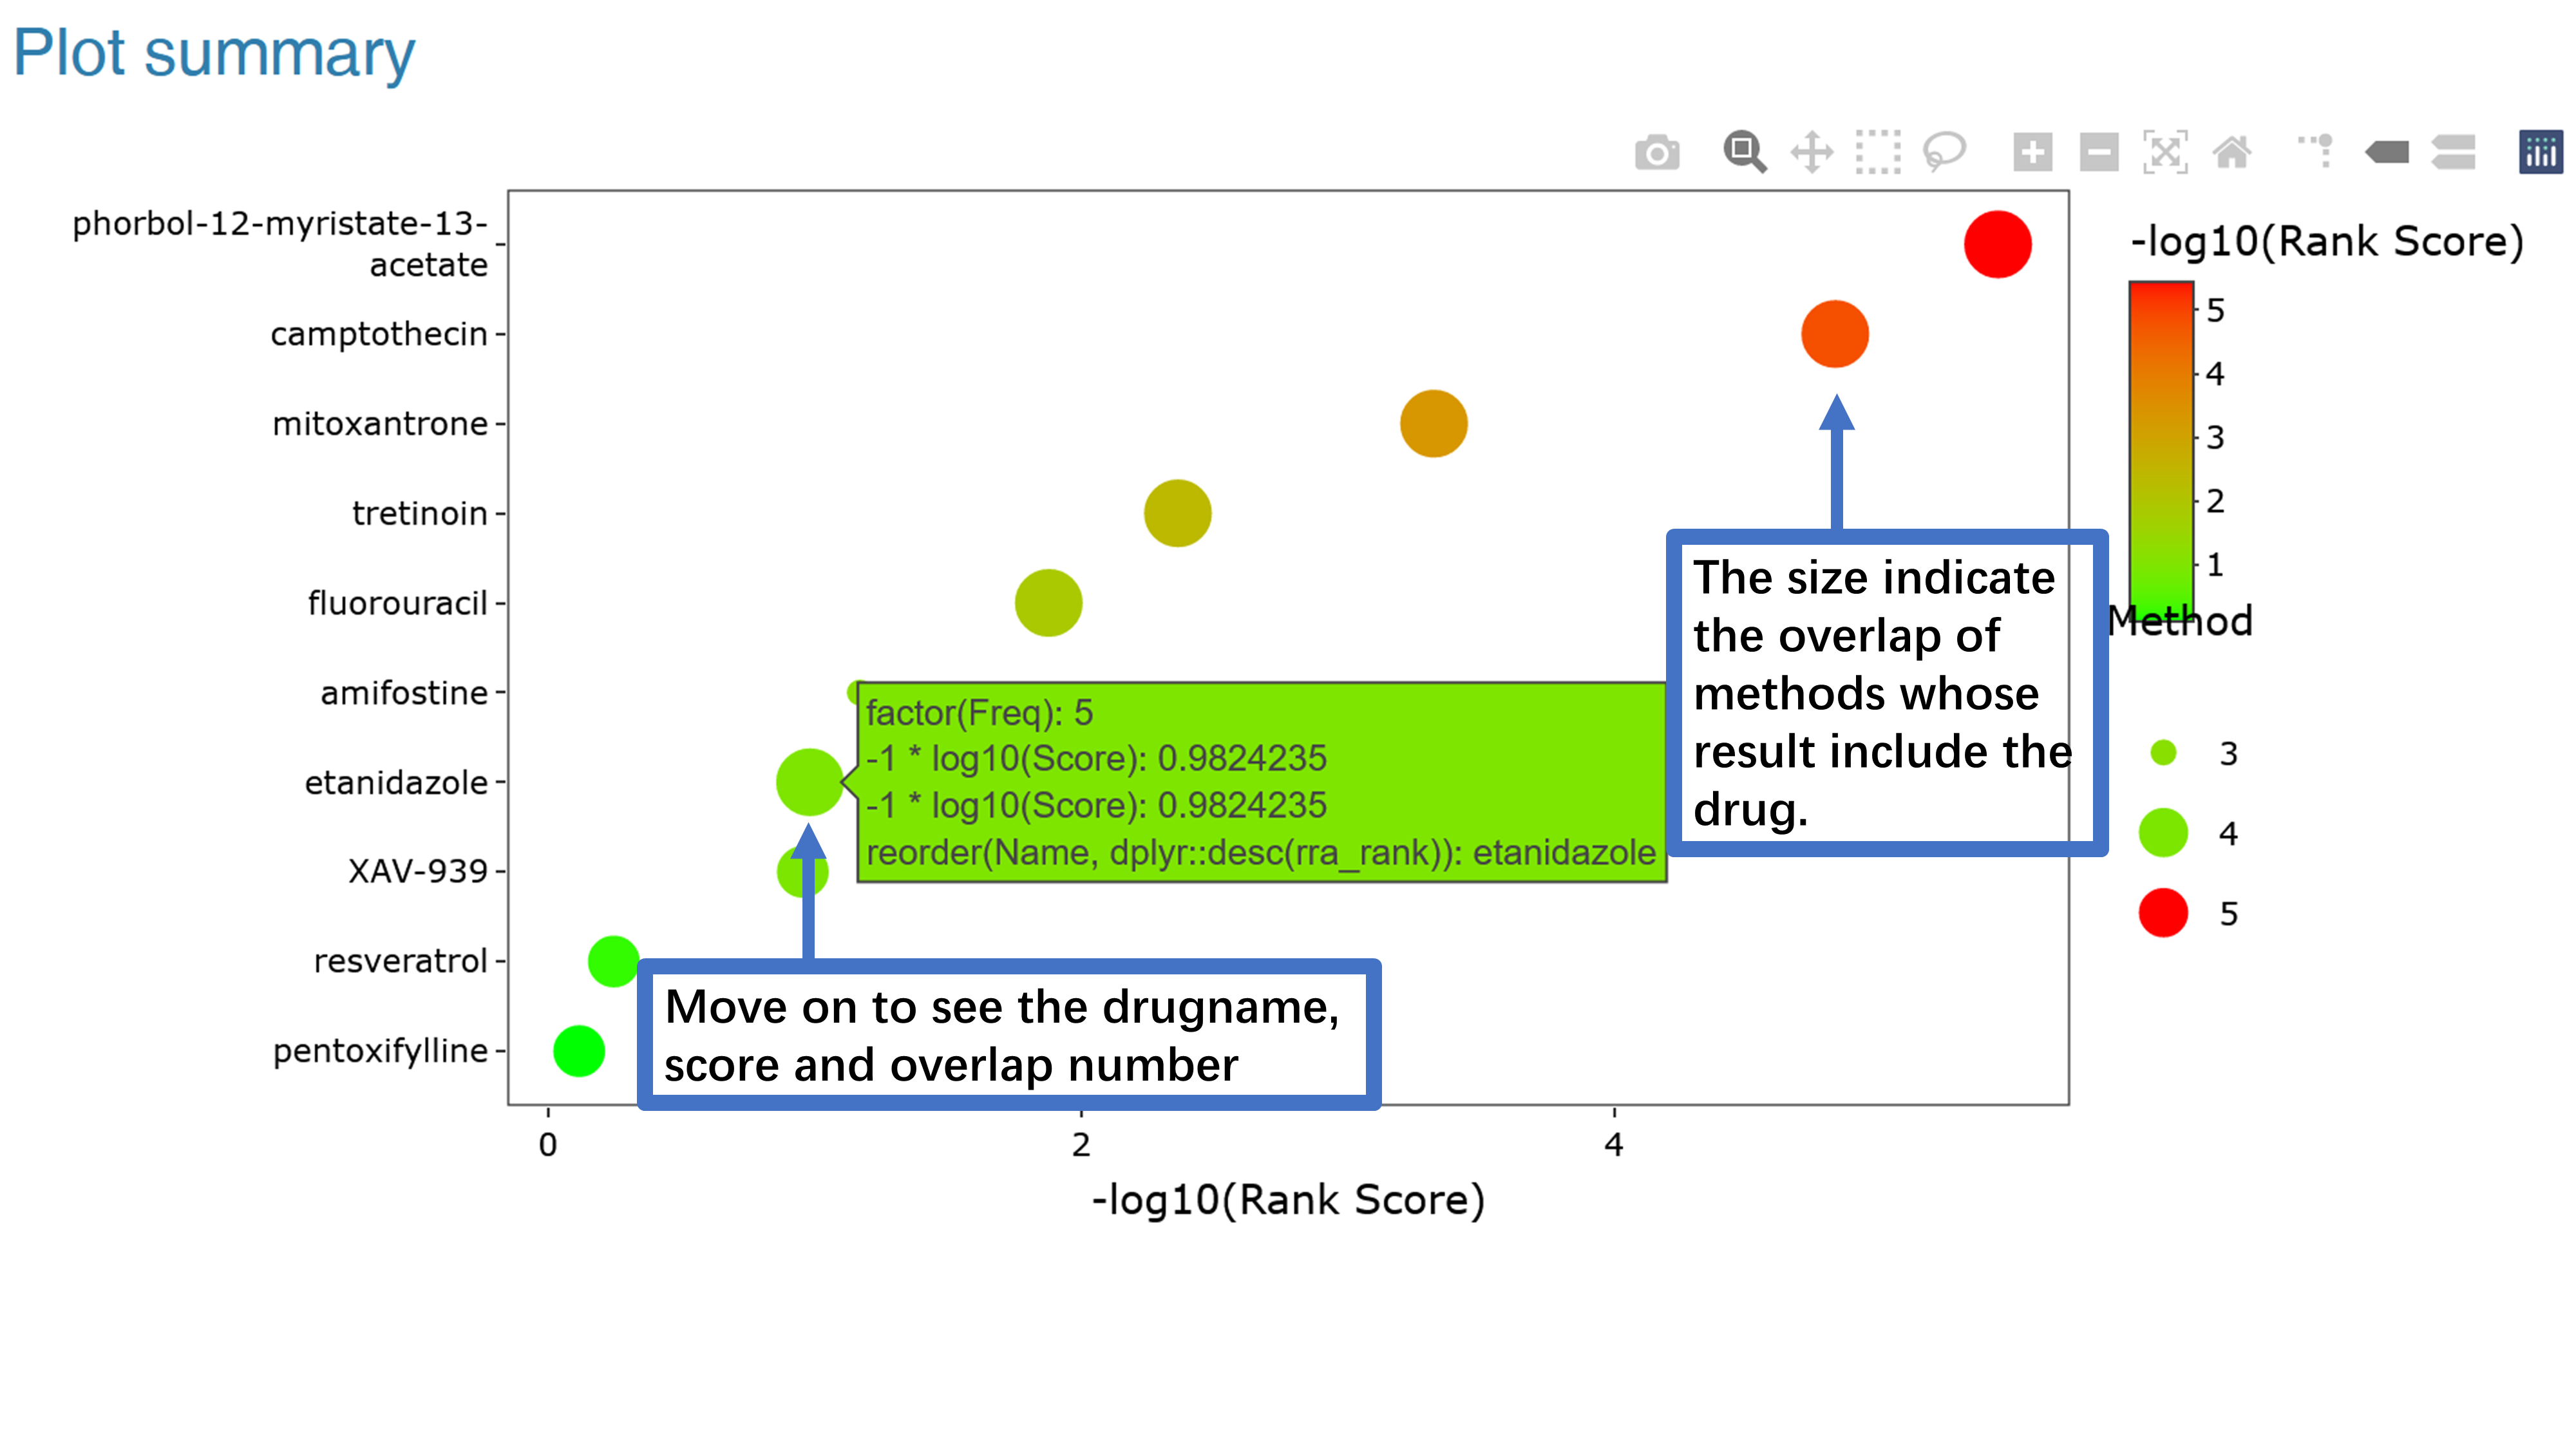 Plot summary
phorbol-12-myristate-13-
acetate
camptothecin
mitoxantrone
tretinoin
fluorouracil
amifostine
etanidazole
XAV-939
resveratrol
pentoxifylline
factor(Freq): 5
-1 * log10(Score): 0.9824235
-1 * log10(Score): 0.9824235
reorder(Name, dplyr::desc(rra_rank)): etanidazole
The size indicate
the overlap of
methods whose
result include the
drug.
Move on to see the drugname,
score and overlap number
0
2
4
-log10(Rank Score)
-log10(Rank Score)
5
4
3
2
1
Method
3
4
5